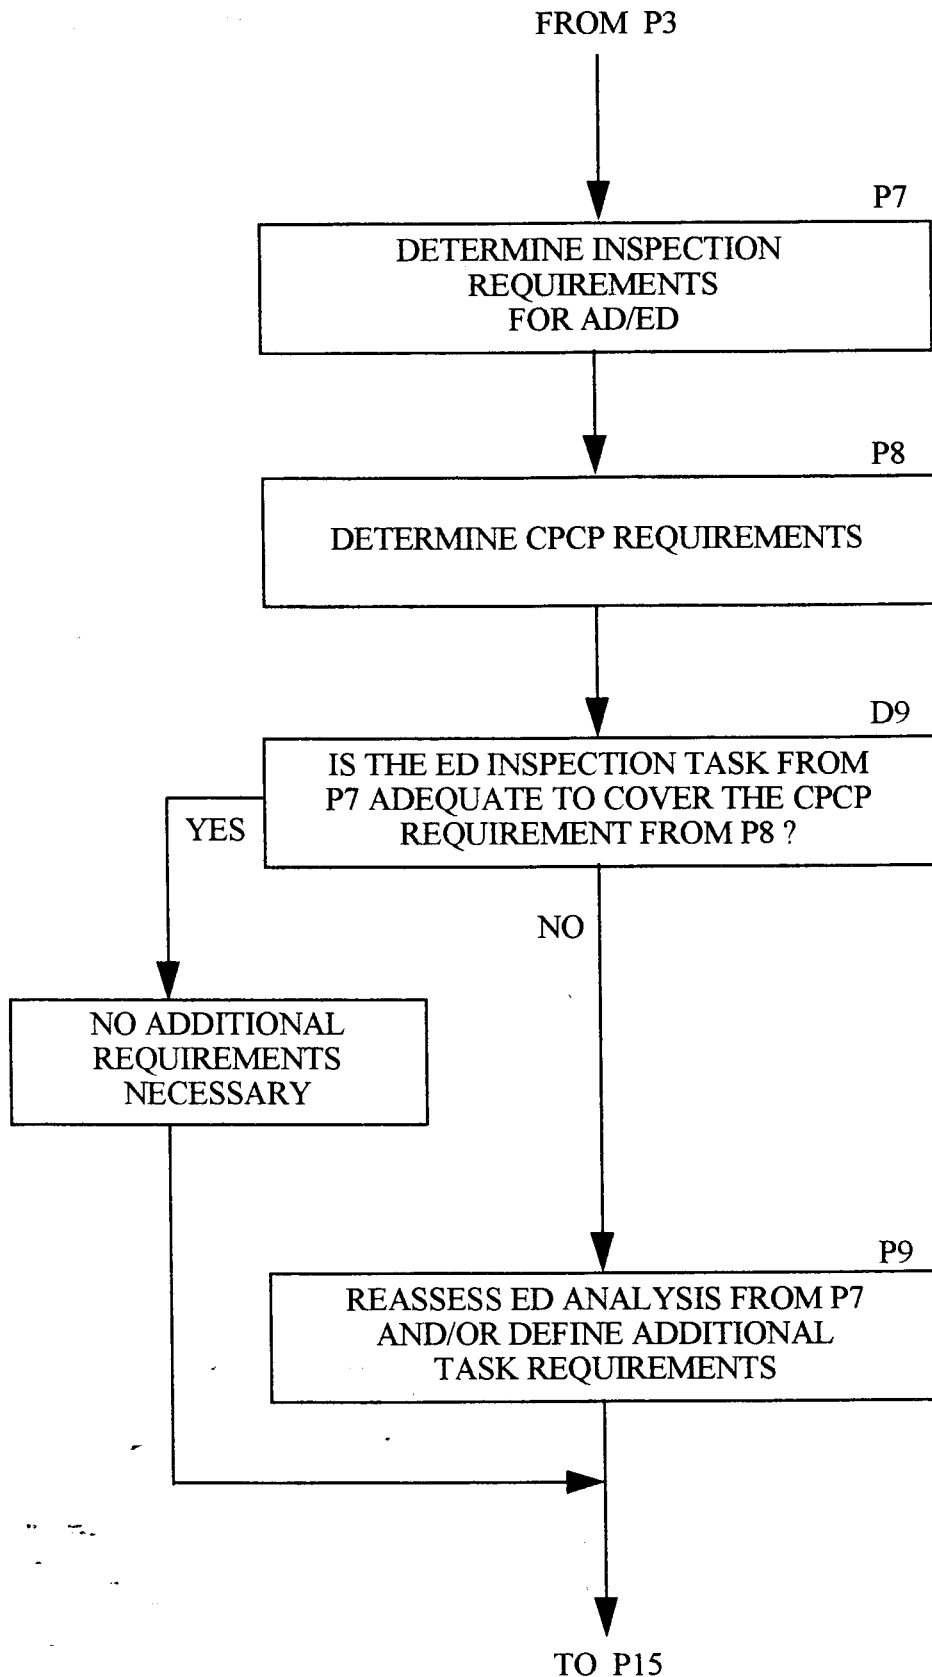 FROM P3
P7
DETERMINE INSPECTION
REQUIREMENTS
FOR AD/ED
P8
DETERMINE CPCP REQUIREMENTS
D9
IS THE ED INSPECTION TASK FROM
P7 ADEQUATE TO COVER THE CPCP
REQUIREMENT FROM P8 ?
YES
NO
NO ADDITIONAL
REQUIREMENTS
NECESSARY
P9
REASSESS ED ANALYSIS FROM P7
AND/OR DEFINE ADDITIONAL
TASK REQUIREMENTS
TO P15